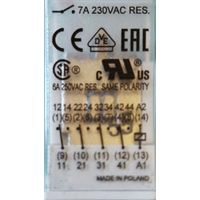 7A 230VAC RES.
CE EAC
C US
6A 250VAC RES. SAME POLARITY
12 14 22 24 32 34 42 44 A2
(1) (5) (2) (6) (3) (7) (4) (8) (14)
(9) (10) (11) (12) (13)
11 21 31 41 A1
MADE IN POLAND